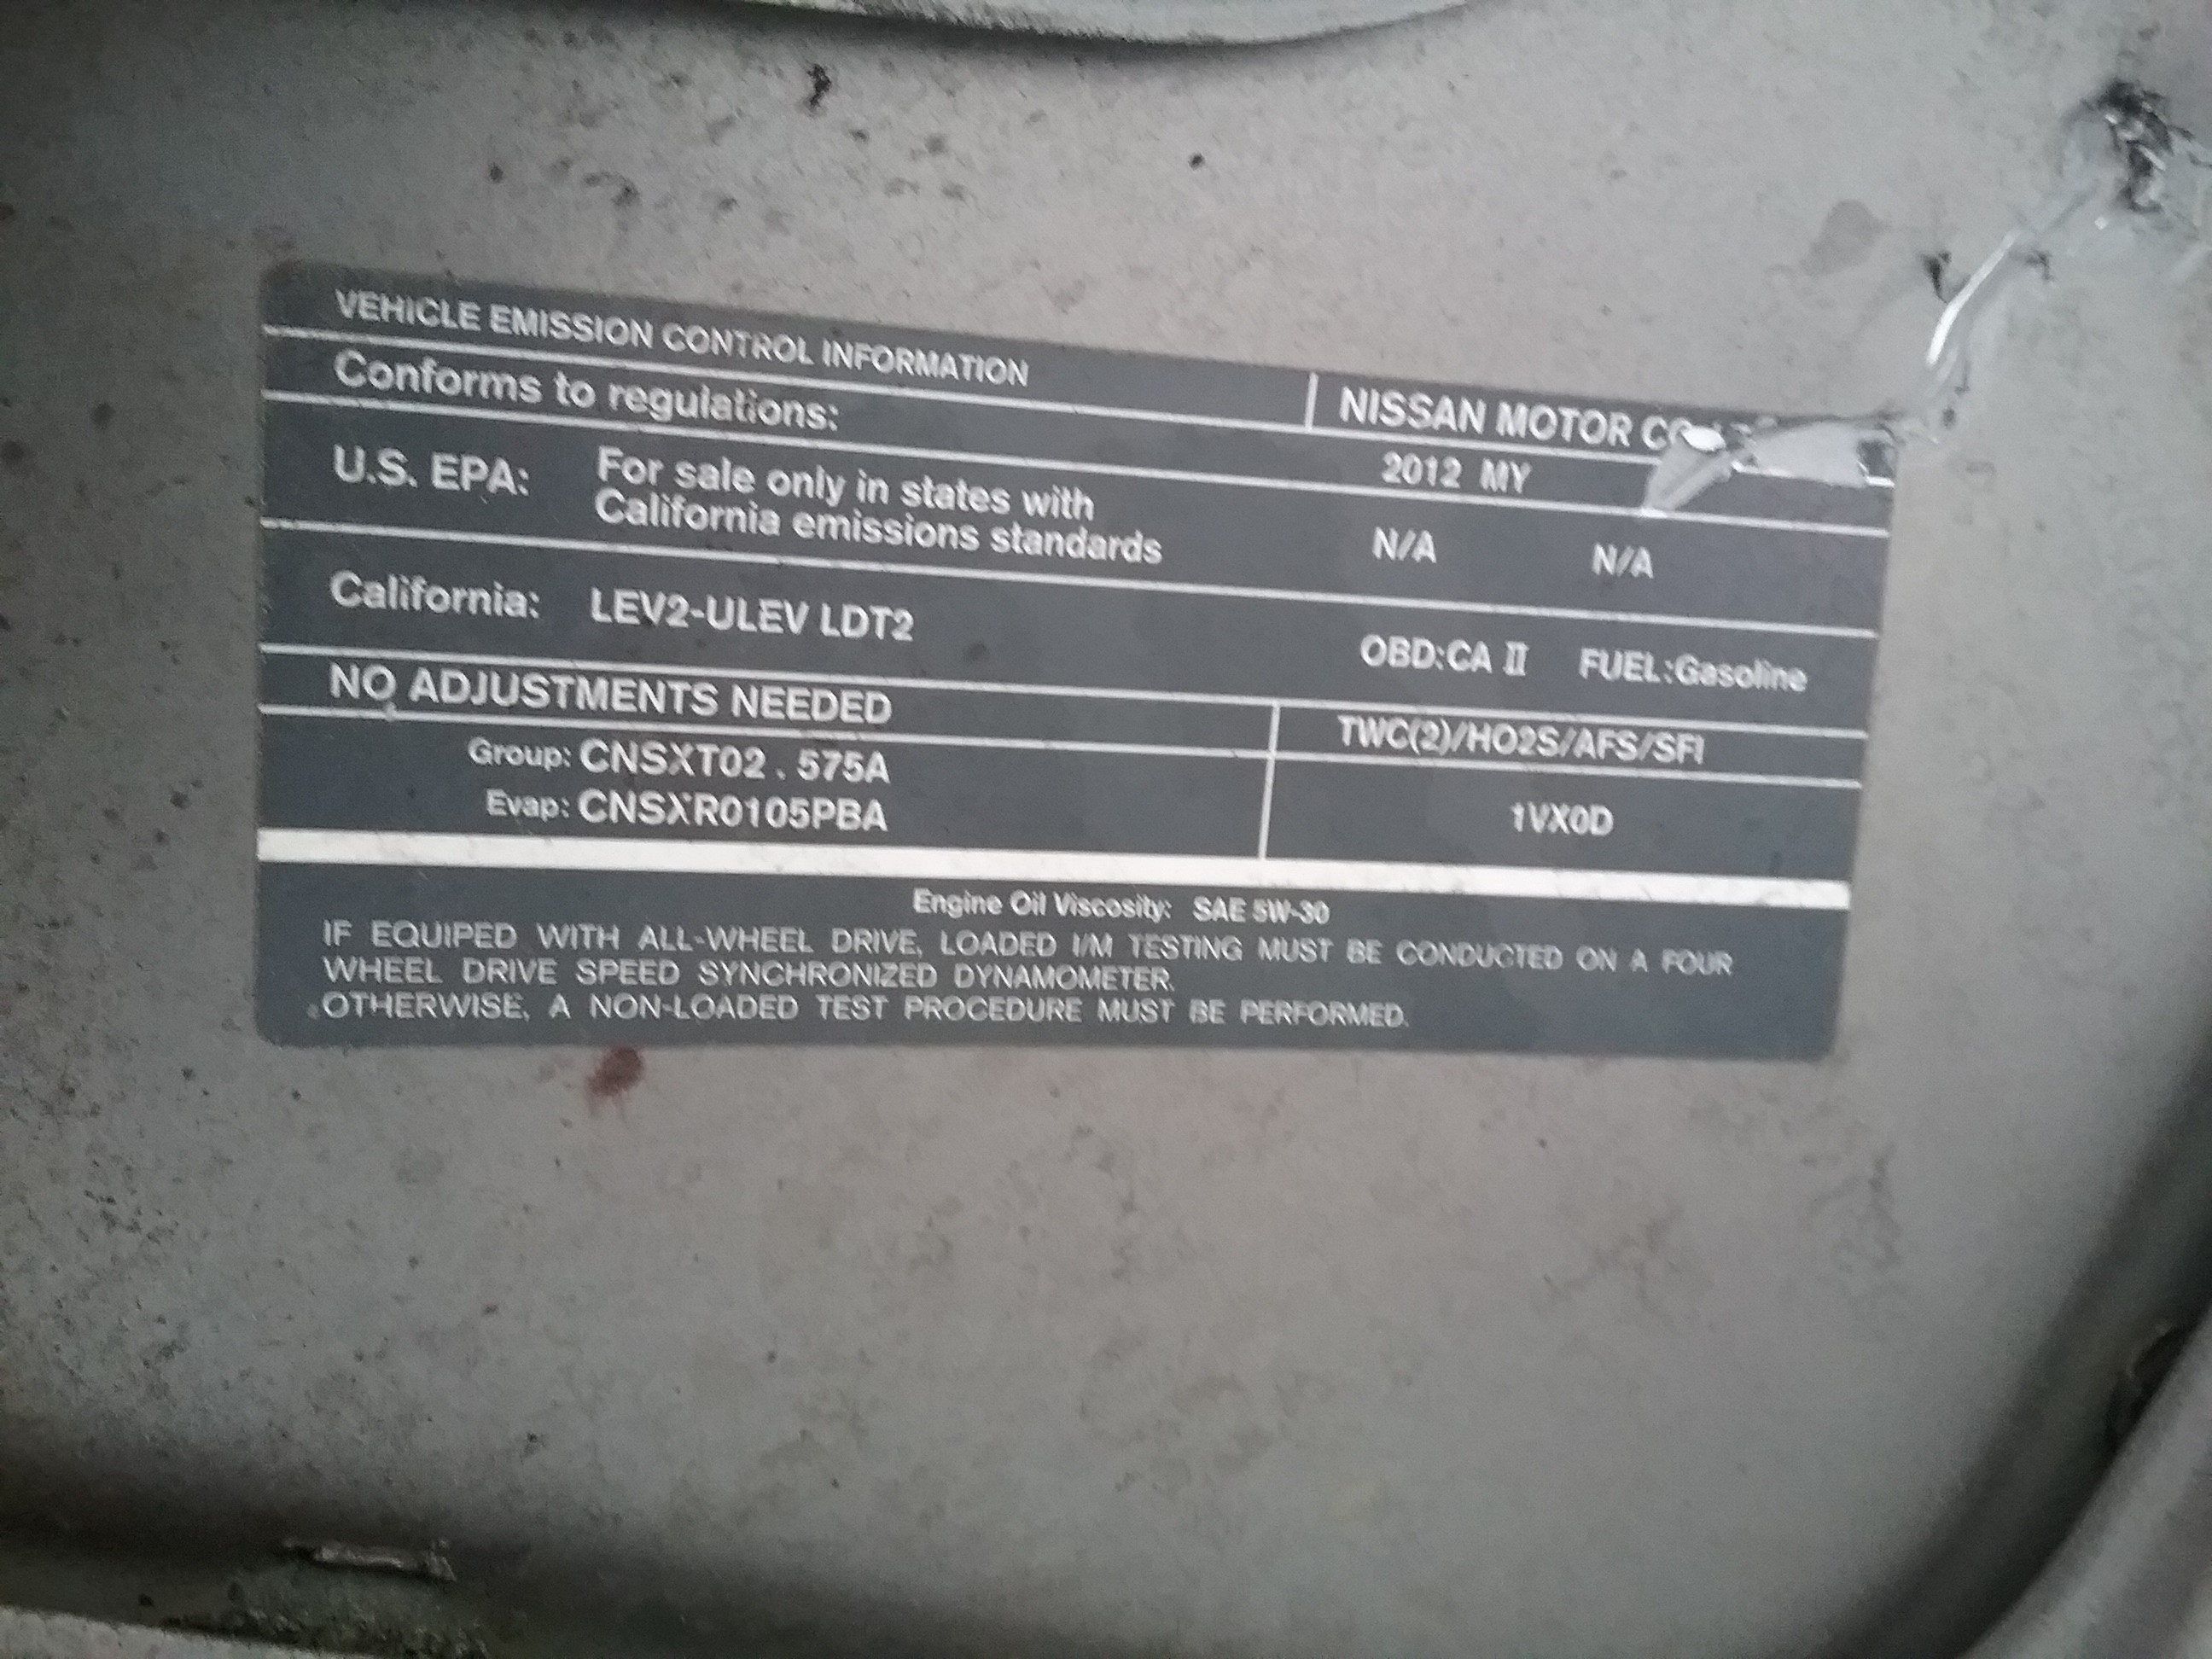 VEHICLE EMISSION CONTROL INFORMATION
NISSAN MOTOR
Conforms to regulations:
2012 MY
U.S. EPA: For sale only in states with
California emissions standards
N/A N/A
California: LEV2-ULEV LDT2
OBD:CA II FUEL:Gasoline
NO ADJUSTMENTS NEEDED
TWC(2)/HO2S/AFS/SFI
Group: CNSXT02.575A
Evap: CNSXR0105PBA
1VX0D
Engine Oil Viscosity: SAE 5W-30
IF EQUIPED WITH ALL-WHEEL DRIVE, LOADED I/M TESTING MUST BE CONDUCTED ON A FOUR
WHEEL DRIVE SPEED SYNCHRONIZED DYNAMOMETER.
OTHERWISE, A NON-LOADED TEST PROCEDURE MUST BE PERFORMED.